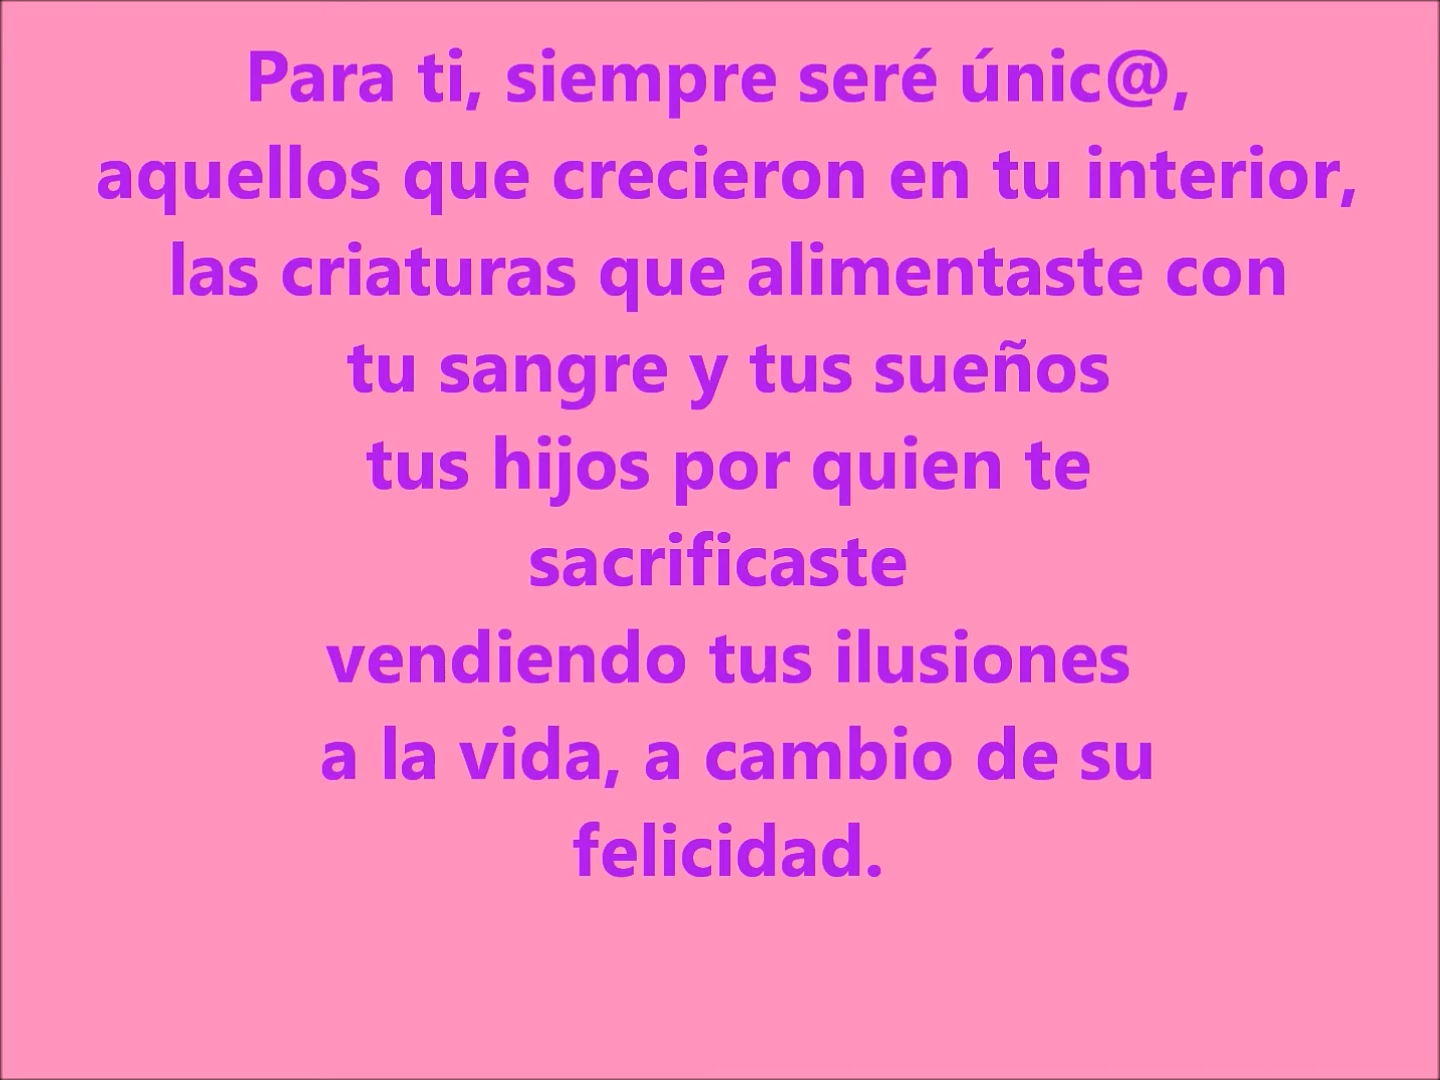 Para ti, siempre seré únic@,
aquellos que crecieron en tu interior,
las criaturas que alimentaste con
tu sangre y tus sueños
tus hijos por quien te
sacrificaste
vendiendo tus ilusiones
a la vida, a cambio de su
felicidad.